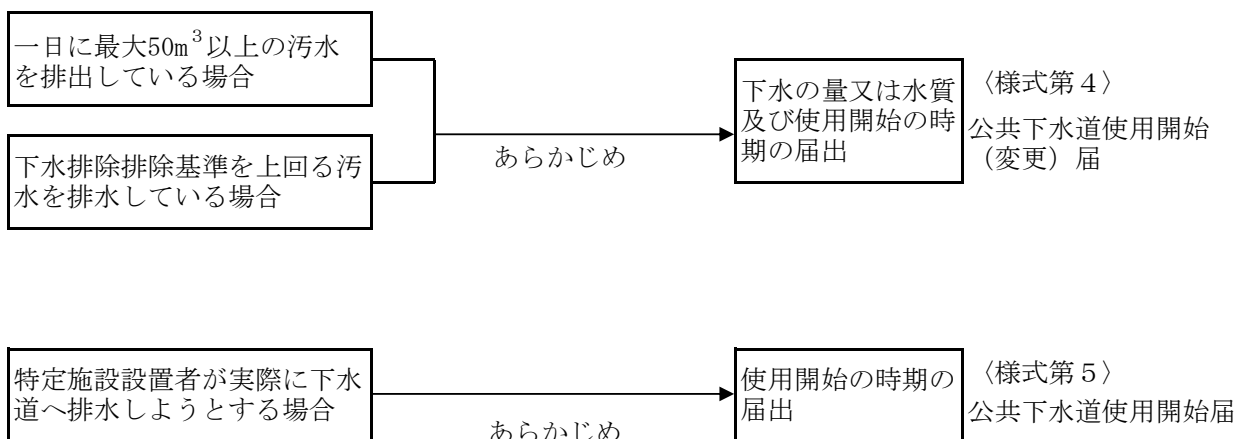 一日に最大50m³以上の汚水
を排出している場合
下水排除排除基準を上回る汚
水を排水している場合
あらかじめ
下水の量又は水質
及び使用開始の時
期の届出
〈様式第４〉
公共下水道使用開始
（変更）届
特定施設設置者が実際に下水
道へ排水しようとする場合
あらかじめ
使用開始の時期の
届出
〈様式第５〉
公共下水道使用開始届